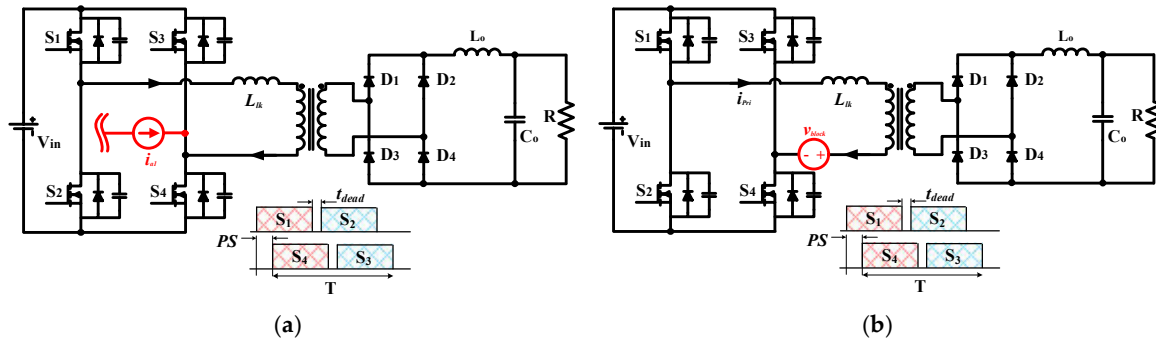 S1
S3
Lo
D1
D2
Llk
R
Vin
ia1
Co
D3
D4
S2
S4
tdead
S1
S2
PS
S4
S3
T
(a)
S1
S3
Lo
D1
D2
iPri
Llk
R
Vin
vblock
- +
Co
D3
D4
S2
S4
tdead
S1
S2
PS
S4
S3
T
(b)